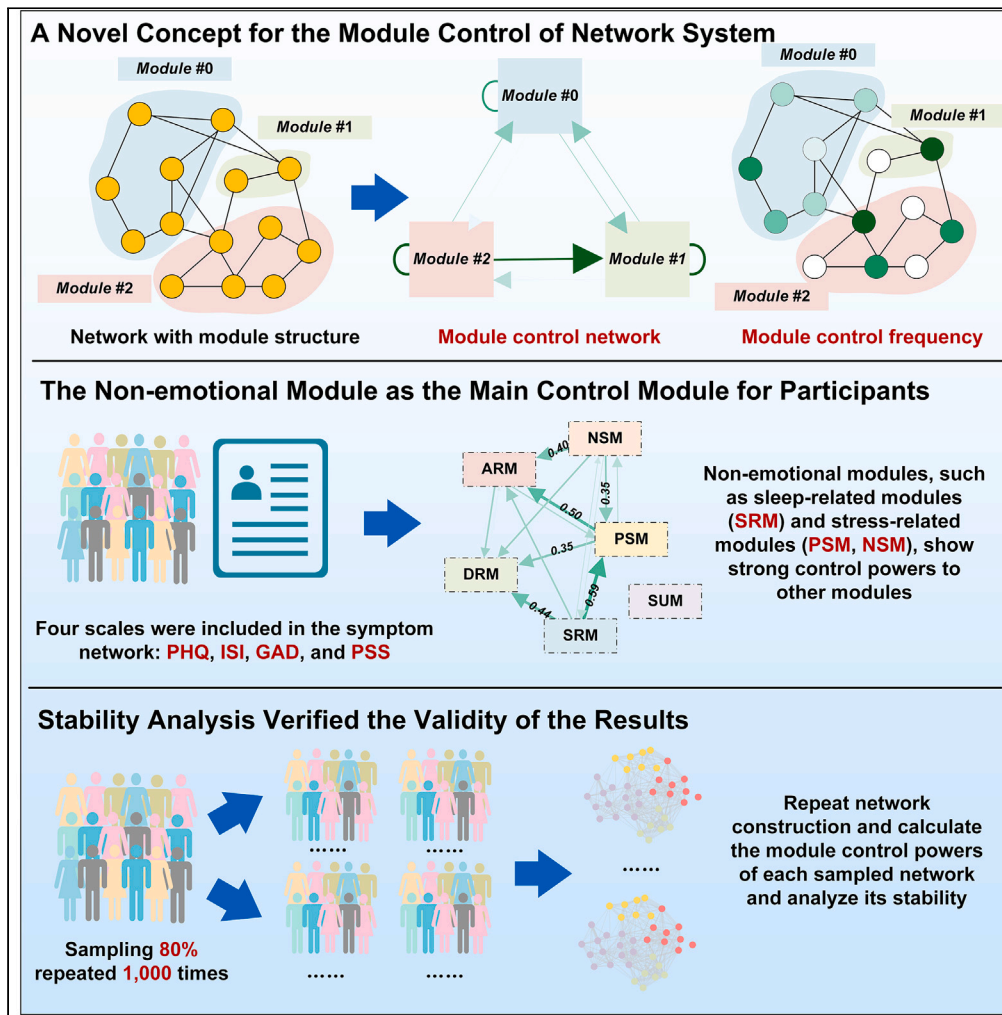 A Novel Concept for the Module Control of Network System
Module #0
Module #1
Module #2
Network with module structure
Module #0
Module #2
Module #1
Module control network
Module #0
Module #1
Module #2
Module control frequency
The Non-emotional Module as the Main Control Module for Participants
Four scales were included in the symptom
network: PHQ, ISI, GAD, and PSS
NSM
0.40
ARM
0.35
0.50
PSM
0.35
DRM
0.44
0.59
SUM
SRM
Non-emotional modules, such
as sleep-related modules
(SRM) and stress-related
modules (PSM, NSM), show
strong control powers to
other modules
Stability Analysis Verified the Validity of the Results
Sampling 80%
repeated 1,000 times
......
......
......
......
......
Repeat network
construction and calculate
the module control powers
of each sampled network
and analyze its stability